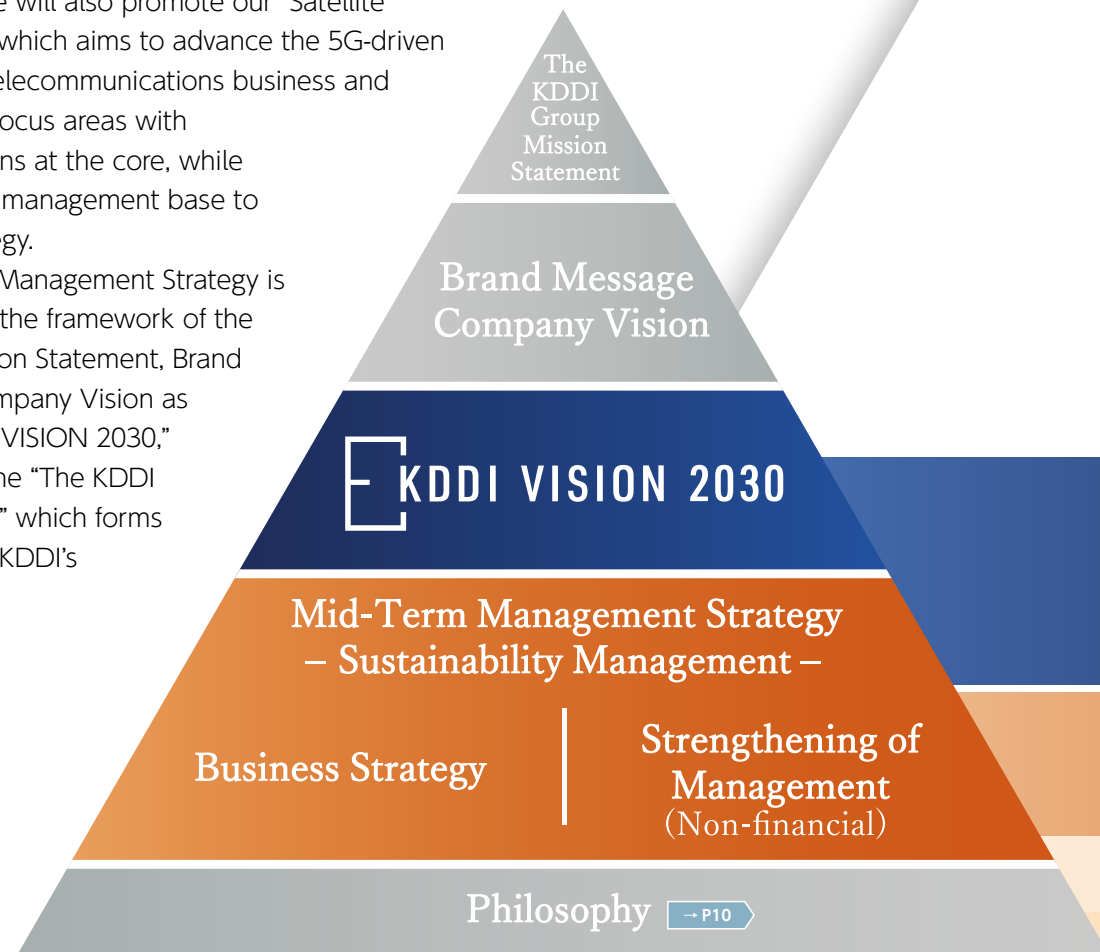 will also promote our “Satellite
which aims to advance the 5G-driven
elecommunications business and
ocus areas with
ns at the core, while
management base to
egy.
Management Strategy is
the framework of the
on Statement, Brand
mpany Vision as
VISION 2030,”
ne “The KDDI
” which forms
KDDI’s
The
KDDI
Group
Mission
Statement
Brand Message
Company Vision
KDDI VISION 2030
Mid-Term Management Strategy
– Sustainability Management –
Business Strategy
Strengthening of
Management
(Non-financial)
Philosophy → P10